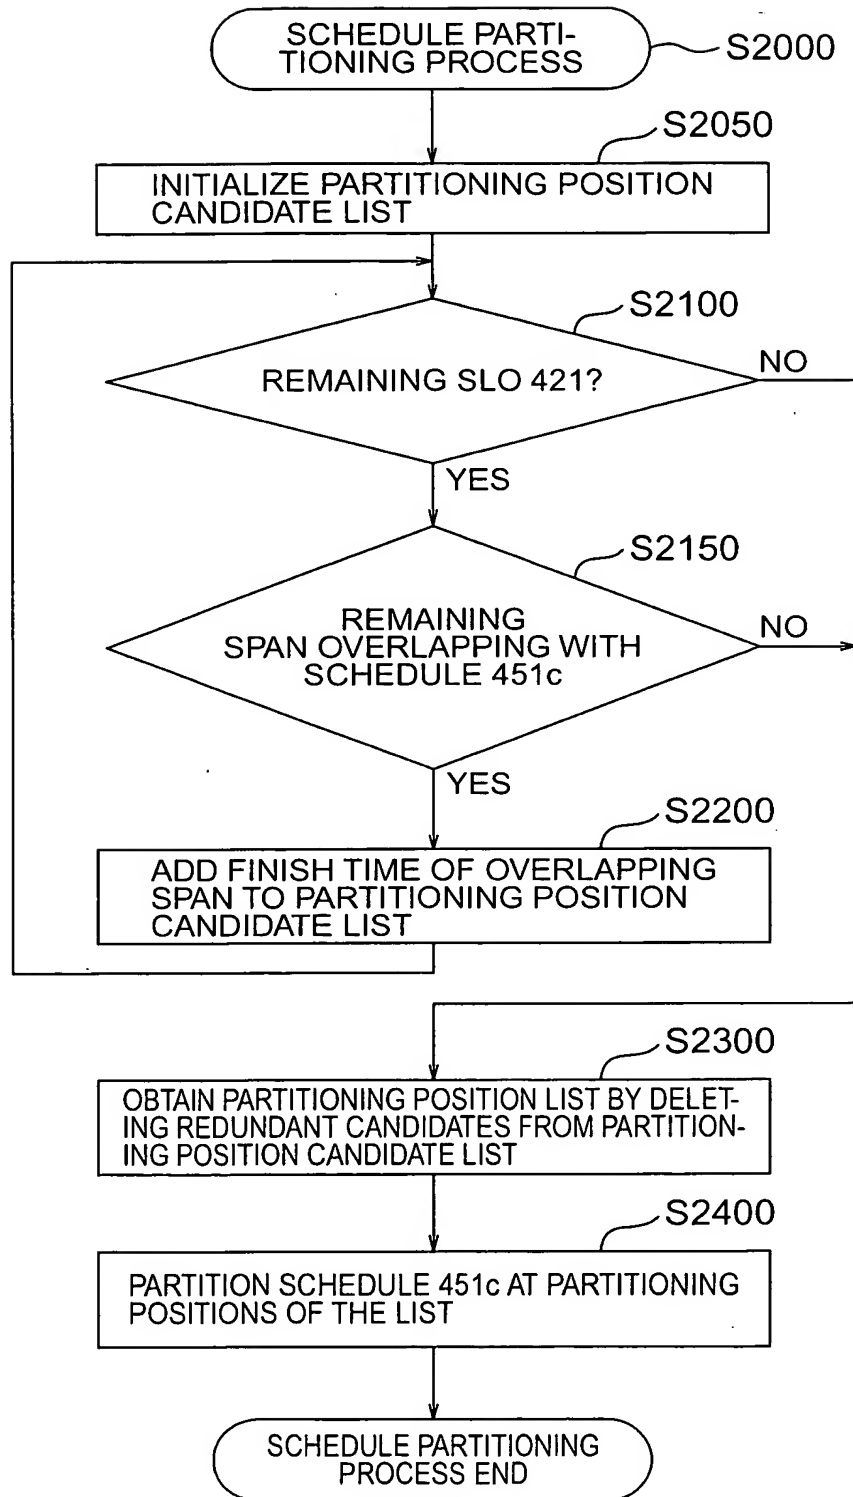 SCHEDULE PARTI-
TIONING PROCESS
S2000
S2050
INITIALIZE PARTITIONING POSITION
CANDIDATE LIST
S2100
REMAINING SLO 421?
NO
YES
S2150
REMAINING
SPAN OVERLAPPING WITH
SCHEDULE 451c
NO
YES
S2200
ADD FINISH TIME OF OVERLAPPING
SPAN TO PARTITIONING POSITION
CANDIDATE LIST
S2300
OBTAIN PARTITIONING POSITION LIST BY DELET-
ING REDUNDANT CANDIDATES FROM PARTITION-
ING POSITION CANDIDATE LIST
S2400
PARTITION SCHEDULE 451c AT PARTITIONING
POSITIONS OF THE LIST
SCHEDULE PARTITIONING
PROCESS END